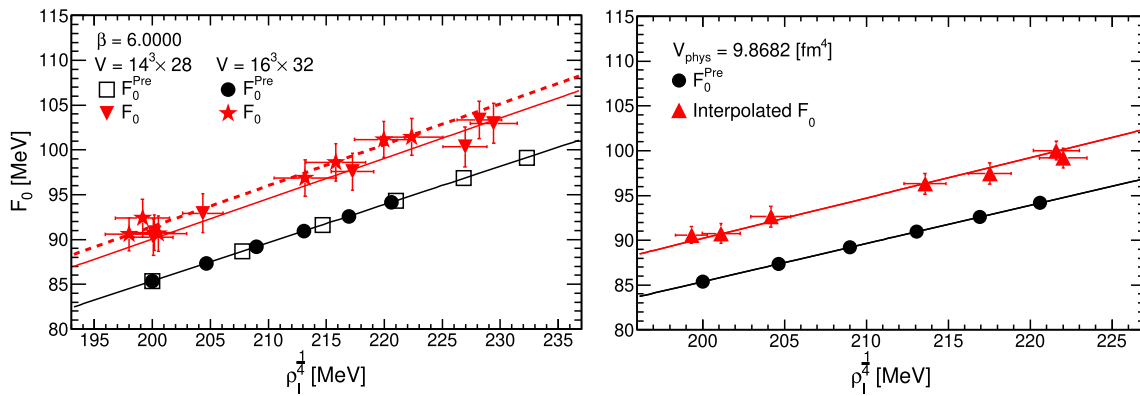 115
110
105
100
95
90
85
80
F₀ [MeV]
β = 6.0000
V = 14³× 28 V = 16³× 32
F₀^Pre F₀^Pre
F₀ F₀
195 200 205 210 215 220 225 230 235
ρ_I^{1/4} [MeV]
115
110
105
100
95
90
85
80
V_phys = 9.8682 [fm⁴]
F₀^Pre
Interpolated F₀
200 205 210 215 220 225
ρ_I^{1/4} [MeV]